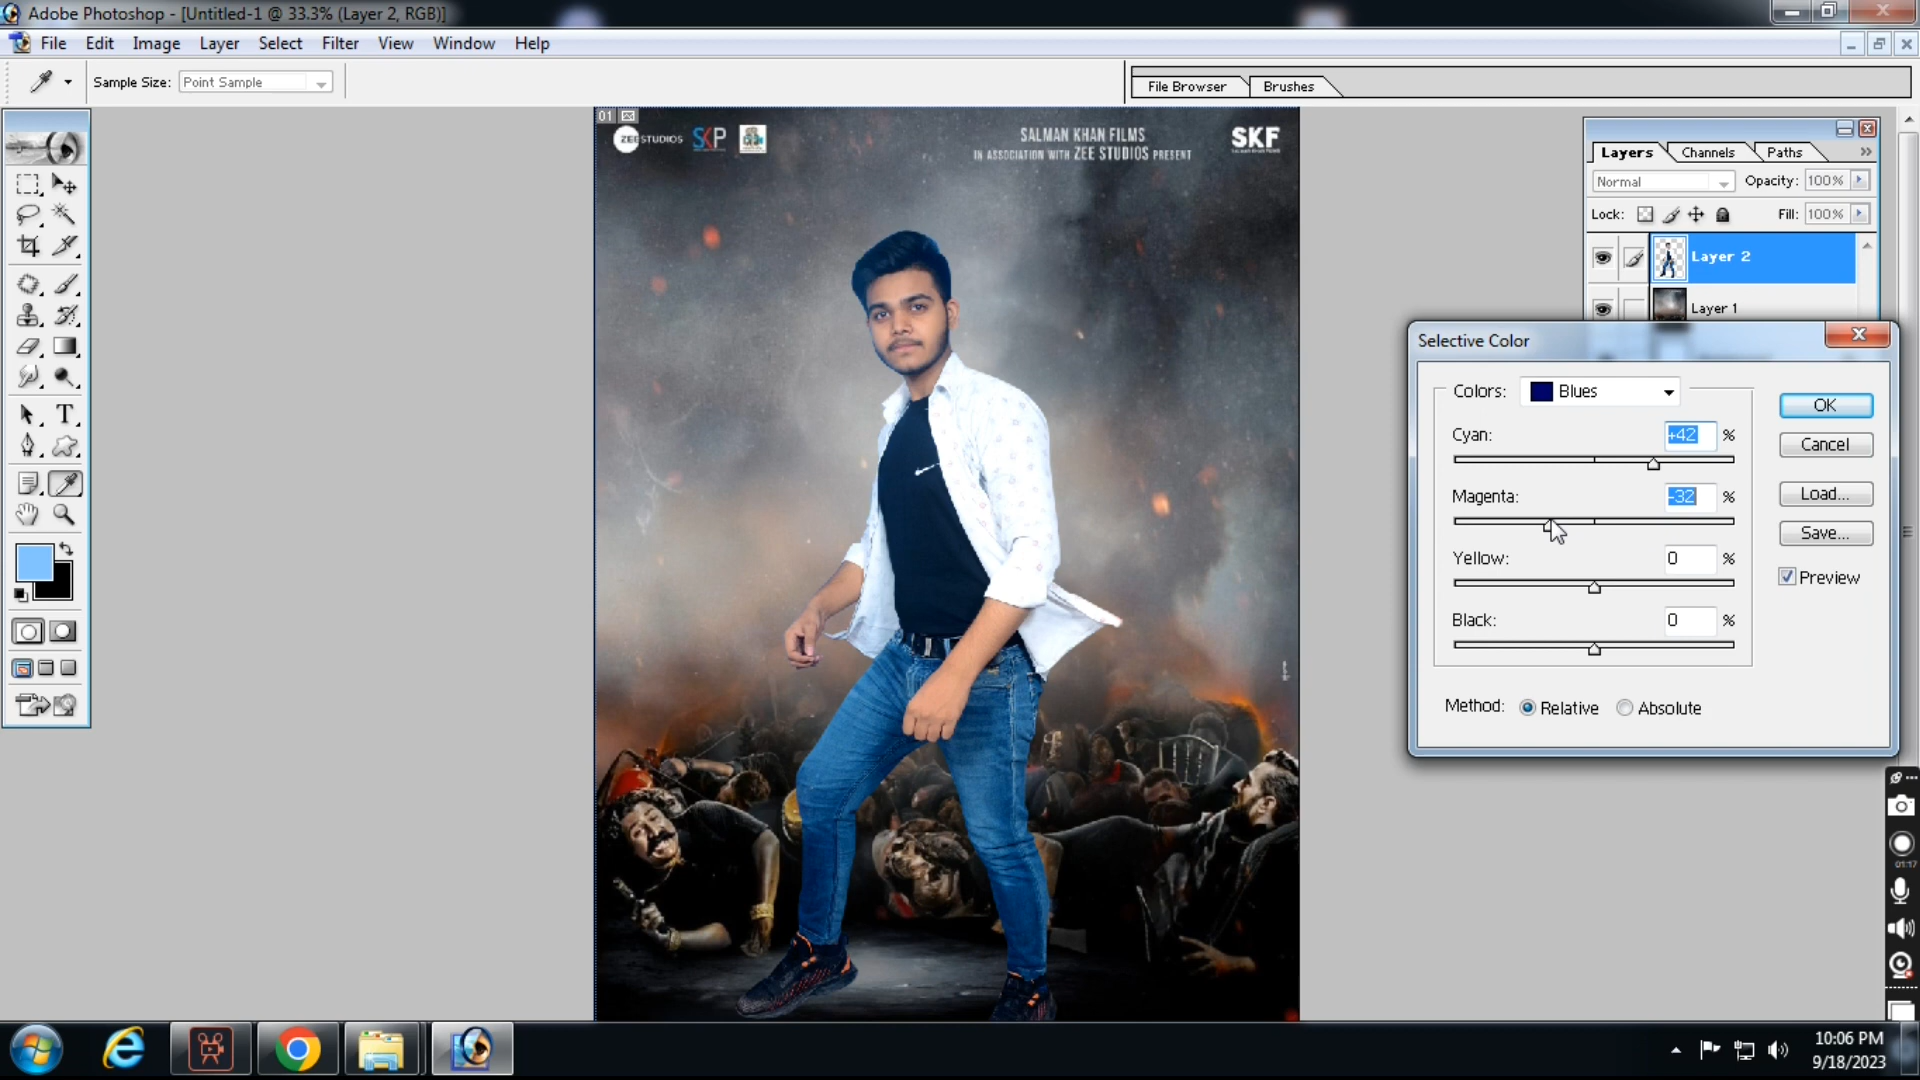 Adobe Photoshop - [Untitled-1 @ 33.3% (Layer 2, RGB)]
File Edit Image Layer Select Filter View Window Help
Sample Size: Point Sample
File Browser Brushes
01
ZEE STUDIOS SKP
SALMAN KHAN FILMS
IN ASSOCIATION WITH ZEE STUDIOS PRESENT
SKF
Layers Channels Paths
Normal Opacity: 100%
Lock: Fill: 100%
Layer 2
Layer 1
Selective Color
Colors: Blues
OK
Cyan: +42 %
Cancel
Magenta: -32 %
Load...
Save...
Yellow: 0 %
Preview
Black: 0 %
Method: Relative Absolute
T
01:17
10:06 PM
9/18/2023